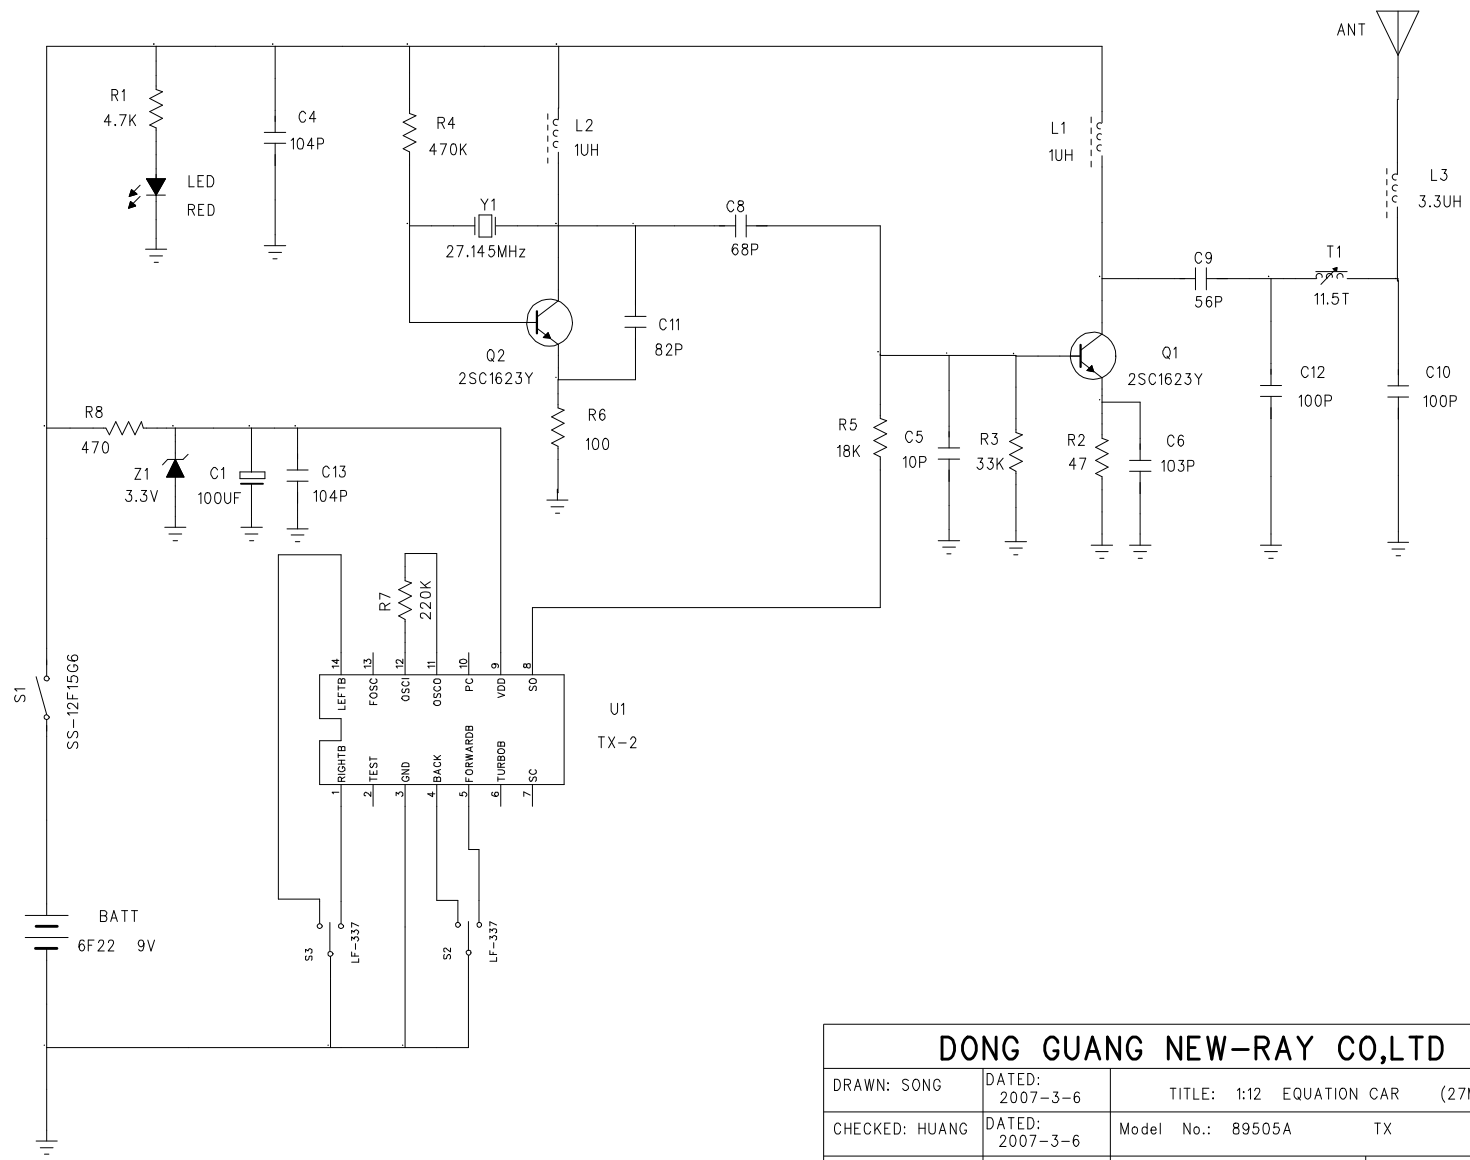 ANT
R1
4.7K
C4
104P
R4
470K
L2
1UH
L1
1UH
L3
3.3UH
LED
RED
Y1
27.145MHz
C8
68P
C9
56P
T1
11.5T
C11
82P
Q2
2SC1623Y
Q1
2SC1623Y
C12
100P
C10
100P
R8
470
R6
100
R5
18K
C5
10P
R3
33K
R2
47
C6
103P
Z1
3.3V
C1
100UF
C13
104P
R7
220K
14
13
12
11
10
9
8
LEFTB
FOSC
OSCI
OSCO
PC
VDD
SO
U1
TX-2
RIGHTB
TEST
GND
BACK
FORWARDB
TURBOB
SC
1
2
3
4
5
6
7
S1
SS-12F15G6
BATT
6F22 9V
S3
LF-337
S2
LF-337
DONG GUANG NEW-RAY CO,LTD
DRAWN: SONG
DATED:
2007-3-6
TITLE: 1:12 EQUATION CAR (27
CHECKED: HUANG
DATED:
2007-3-6
Model No.: 89505A TX